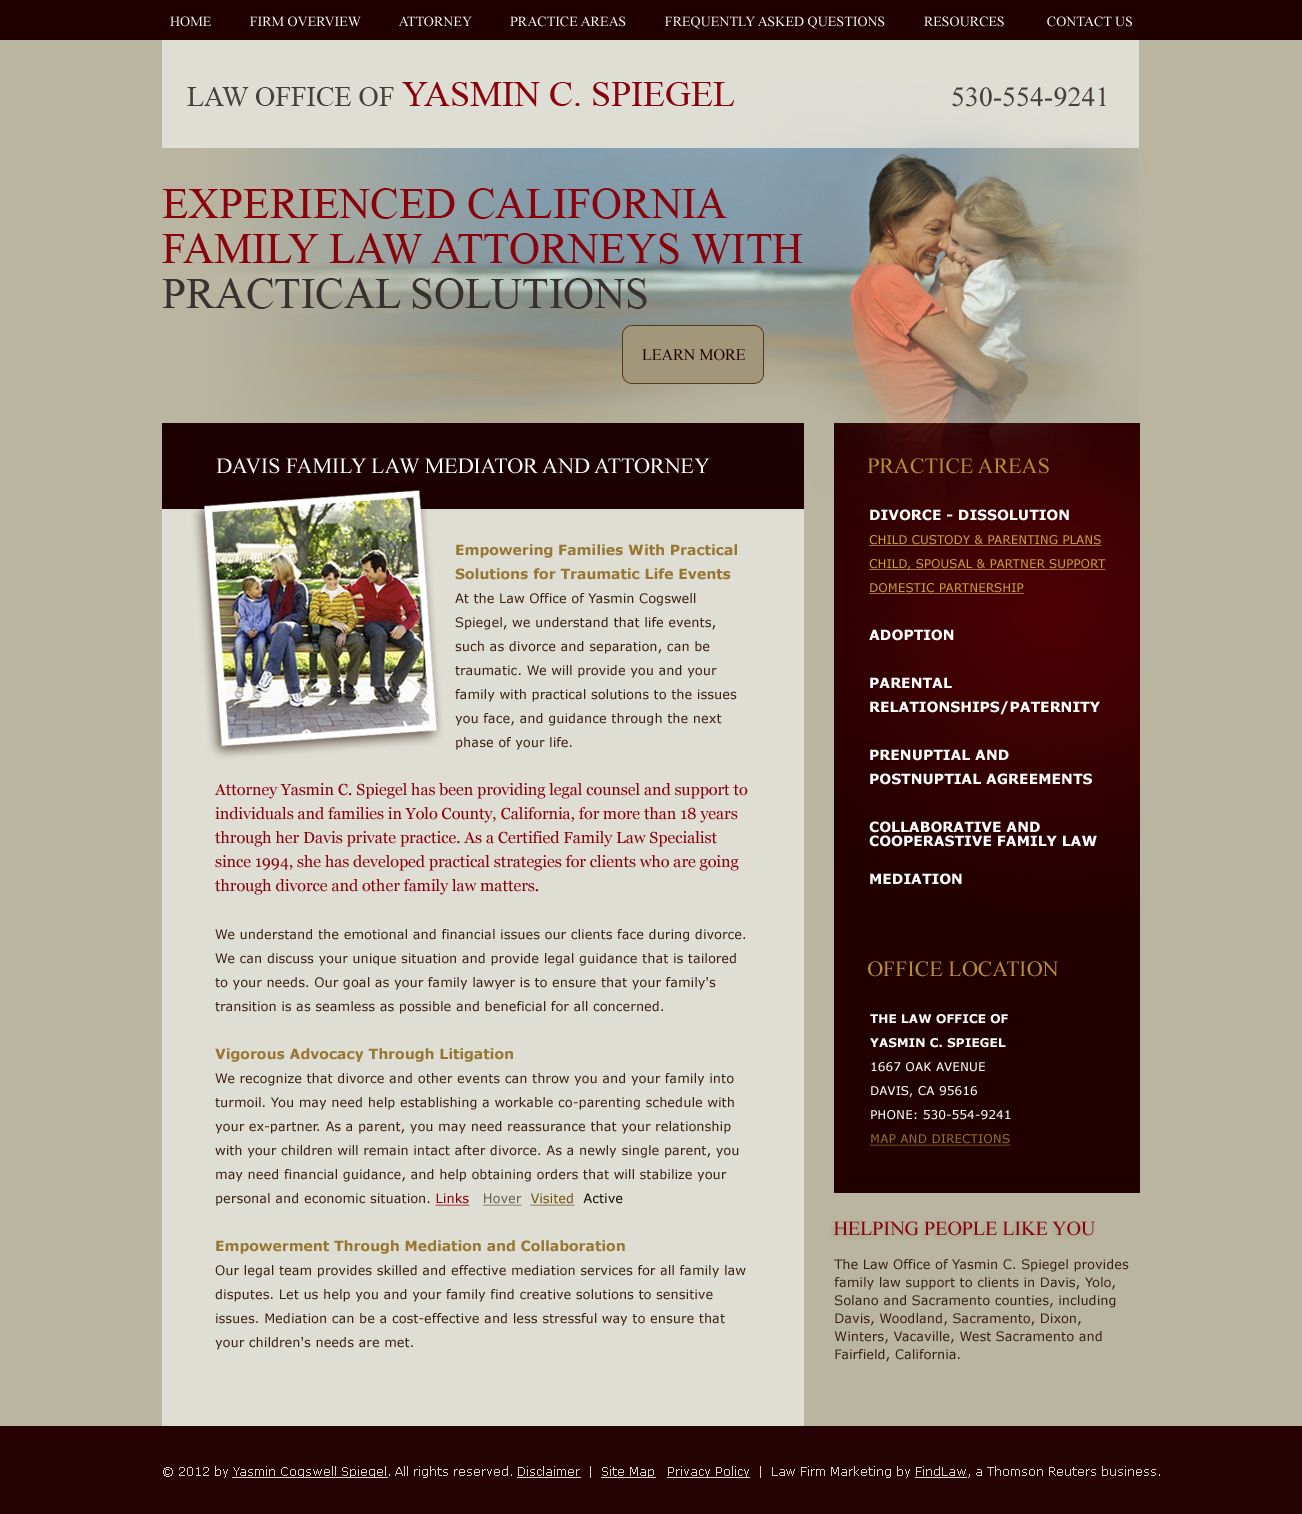 HOME FIRM OVERVIEW ATTORNEY PRACTICE AREAS FREQUENTLY ASKED QUESTIONS RESOURCES CONTACT US
LAW OFFICE OF YASMIN C. SPIEGEL 530-554-9241
EXPERIENCED CALIFORNIA
FAMILY LAW ATTORNEYS WITH
PRACTICAL SOLUTIONS
LEARN MORE
DAVIS FAMILY LAW MEDIATOR AND ATTORNEY
Empowering Families With Practical
Solutions for Traumatic Life Events
At the Law Office of Yasmin Cogswell
Spiegel, we understand that life events,
such as divorce and separation, can be
traumatic. We will provide you and your
family with practical solutions to the issues
you face, and guidance through the next
phase of your life.
Attorney Yasmin C. Spiegel has been providing legal counsel and support to
individuals and families in Yolo County, California, for more than 18 years
through her Davis private practice. As a Certified Family Law Specialist
since 1994, she has developed practical strategies for clients who are going
through divorce and other family law matters.
We understand the emotional and financial issues our clients face during divorce.
We can discuss your unique situation and provide legal guidance that is tailored
to your needs. Our goal as your family lawyer is to ensure that your family's
transition is as seamless as possible and beneficial for all concerned.
Vigorous Advocacy Through Litigation
We recognize that divorce and other events can throw you and your family into
turmoil. You may need help establishing a workable co-parenting schedule with
your ex-partner. As a parent, you may need reassurance that your relationship
with your children will remain intact after divorce. As a newly single parent, you
may need financial guidance, and help obtaining orders that will stabilize your
personal and economic situation. Links Hover Visited Active
Empowerment Through Mediation and Collaboration
Our legal team provides skilled and effective mediation services for all family law
disputes. Let us help you and your family find creative solutions to sensitive
issues. Mediation can be a cost-effective and less stressful way to ensure that
your children's needs are met.
PRACTICE AREAS
DIVORCE - DISSOLUTION
CHILD CUSTODY & PARENTING PLANS
CHILD, SPOUSAL & PARTNER SUPPORT
DOMESTIC PARTNERSHIP
ADOPTION
PARENTAL
RELATIONSHIPS/PATERNITY
PRENUPTIAL AND
POSTNUPTIAL AGREEMENTS
COLLABORATIVE AND
COOPERASTIVE FAMILY LAW
MEDIATION
OFFICE LOCATION
THE LAW OFFICE OF
YASMIN C. SPIEGEL
1667 OAK AVENUE
DAVIS, CA 95616
PHONE: 530-554-9241
MAP AND DIRECTIONS
HELPING PEOPLE LIKE YOU
The Law Office of Yasmin C. Spiegel provides
family law support to clients in Davis, Yolo,
Solano and Sacramento counties, including
Davis, Woodland, Sacramento, Dixon,
Winters, Vacaville, West Sacramento and
Fairfield, California.
© 2012 by Yasmin Cogswell Spiegel. All rights reserved. Disclaimer | Site Map Privacy Policy | Law Firm Marketing by FindLaw, a Thomson Reuters business.